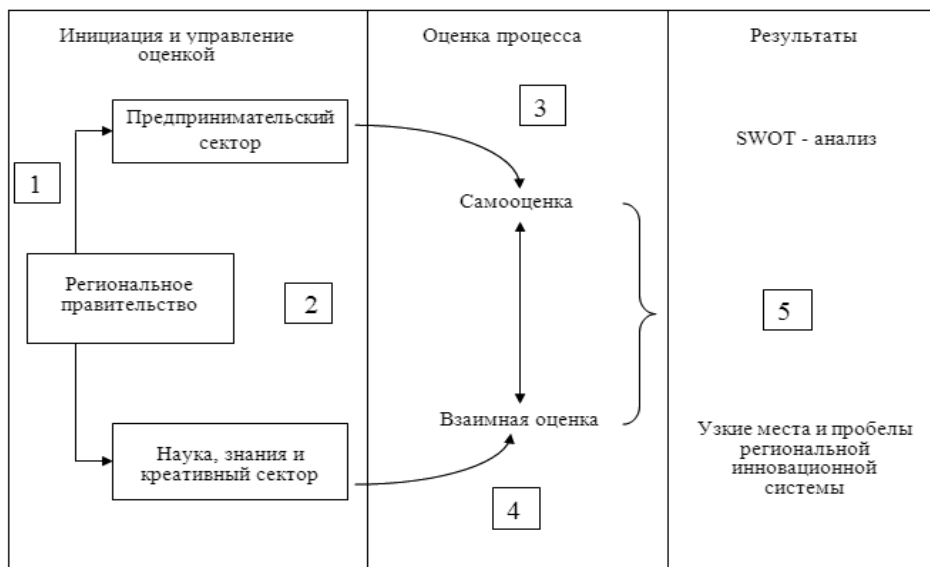 Инициация и управление
оценкой
Предпринимательский
сектор
1
Региональное
правительство
2
Наука, знания и
креативный сектор
Оценка процесса
3
Самооценка
Взаимная оценка
4
Результаты
SWOT - анализ
5
Узкие места и пробелы
региональной
инновационной
системы